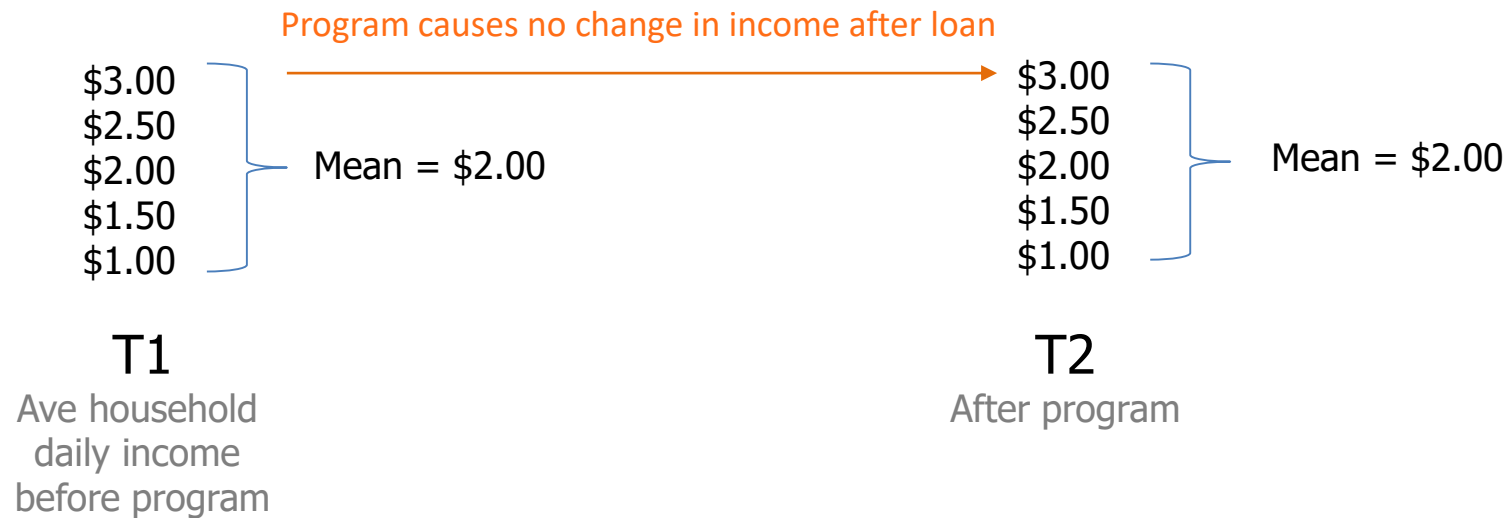 Program causes no change in income after loan
$3.00
$2.50
$2.00
$1.50
$1.00
Mean = $2.00
$3.00
$2.50
$2.00
$1.50
$1.00
Mean = $2.00
T1
Ave household
daily income
before program
T2
After program